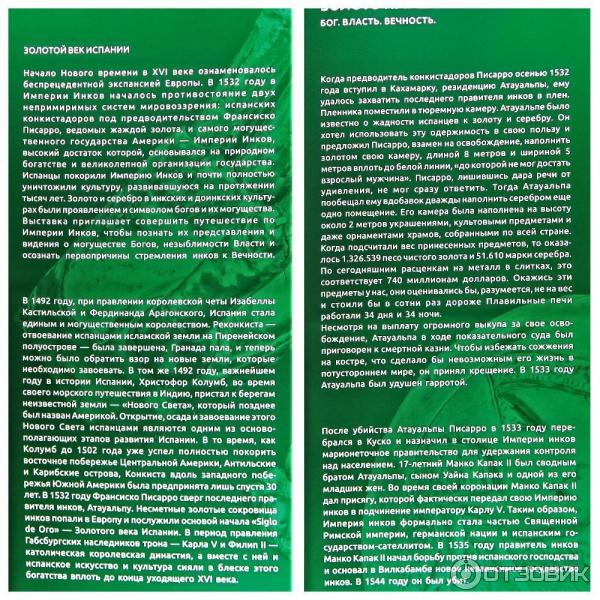 ЗОЛОТОЙ ВЕК ИСПАНИИ
Начало Нового времени в XVI веке ознаменовалось
беспрецедентной экспансией Европы. В 1532 году в
Империи Инков началось противостояние двух
непримиримых систем мировоззрения: испанских
конкистадоров под предводительством Франсиско
Писарро, ведомых жаждой золота, и самого могущес-
твенного государства Америки — Империи Инков,
высокий достаток которой, основывался на природном
богатстве и великолепной организации государства.
Испанцы покорили Империю Инков и почти полностью
уничтожили культуру, развивавшуюся на протяжении
тысяч лет. Золото и серебро в инкских и доинкских культу-
рах были проявлением и символом богов и их могущества.
Выставка приглашает совершить путешествие по
Империи Инков, чтобы познать их представления и
видения о могуществе Богов, незыблимости Власти и
осознать первопричины стремления инков к Вечности.
В 1492 году, при правлении королевской четы Изабеллы
Кастильской и Фердинанда Арагонского, Испания стала
единым и могущественным королевством. Реконкиста —
отвоевание испанцами исламской земли на Пиренейском
полуострове — была завершена, Гранада пала, и теперь
можно было обратить взор на новые земли, которые
необходимо завоевать. В том же 1492 году, важнейшем
году в истории Испании, Христофор Колумб, во время
своего морского путешествия в Индию, пристал к берегам
неизвестной земли — «Нового Света», который позднее
был назван Америкой. Открытие, осада и завоевание этого
Нового Света испанцами являются одним из осново-
полагающих этапов развития Испании. В то время, как
Колумб до 1502 года уже успел полностью покорить
восточное побережье Центральной Америки, Антильские
и Карибские острова, Конкиста вдоль западного побе-
режья Южной Америки была предпринята лишь спустя 30
лет. В 1532 году Франсиско Писарро сверг последнего пра-
вителя инков, Атауальпу. Несметные золотые сокровища
инков попали в Европу и послужили основой начала «Siglo
de Oro» — Золотого века Испании. В период правления
Габсбургских наследников трона — Карла V и Филип II —
католическая королевская династия, а вместе с ней и
испанское искусство и культура сияли в блеске этого
богатства вплоть до конца уходящего XVI века.
БОГ. ВЛАСТЬ. ВЕЧНОСТЬ.
Когда предводитель конкистадоров Писарро осенью 1532
года вступил в Кахамарку, резиденцию Атауальпы, ему
удалось захватить последнего правителя инков в плен.
Пленника поместили в тюремную камеру. Атауальпе было
известно о жадности испанцев к золоту и серебру. Он
хотел использовать эту одержимость в свою пользу и
предложил Писарро, взамен на освобождение, наполнить
золотом свою камеру, длиной 8 метров и шириной 5
метров вплоть до белой линии, «до которой не мог достать
взрослый мужчина». Писарро, лишившись дара речи от
удивления, не мог сразу ответить. Тогда Атауальпа
пообещал ему вдобавок дважды наполнить серебром еще
одно помещение. Его камера была наполнена на высоту
около 2 метров украшениями, культовыми предметами и
даже орнаментами храмов, собранными по всей стране.
Когда подсчитали вес принесенных предметов, то оказа-
лось 1.326.539 песо чистого золота и 51.610 марки серебра.
По сегодняшним расценкам на металл в слитках, это
соответствует 740 миллионам долларов. Окажись эти
предметы у нас, они оценивались бы, разумеется, не на вес
и стоили бы в сотни раз дороже Плавильные печи
работали 34 дня и 34 ночи.
Несмотря на выплату огромного выкупа за свое осво-
бождение, Атауальпа в ходе показательного суда был
приговорен к смертной казни. Чтобы избежать сожжения
на костре, что сделало бы невозможным его жизнь в
потустороннем мире, он принял крещение. В 1533 году
Атауальпа был удушен гарротой.
После убийства Атауальпы Писарро в 1533 году пере-
брался в Куско и назначил в столице Империи инков
марионеточное правительство для удержания контроля
над населением. 17-летний Манко Капак II был сводным
братом Атауальпы, сыном Уайна Капака и одной из его
младших жен. Во время своей коронации Манко Капак II
дал присягу, которой фактически передал свою Империю
в подчинение императору Карлу V. Таким образом,
Империя инков формально стала частью Священной
Римской империи, германской нации и испанским го-
сударством-сателитом. В 1535 году правитель инков
Манко Капак II начал борьбу против испанского господства
и основал в Вилкабамбе новое независимое государство
инков. В 1544 году он был убит.
ОТЗОВИК